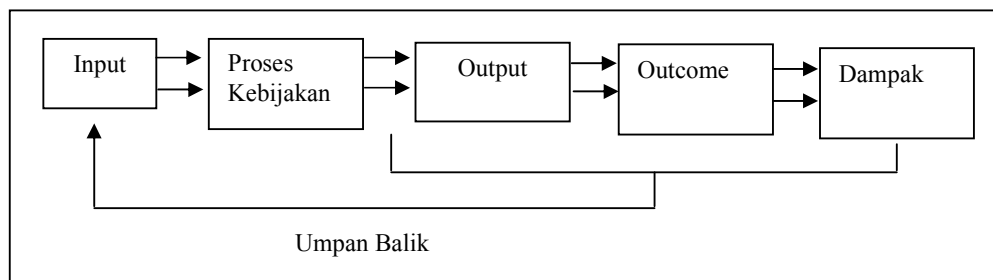 Input
Proses
Kebijakan
Output
Outcome
Dampak
Umpan Balik